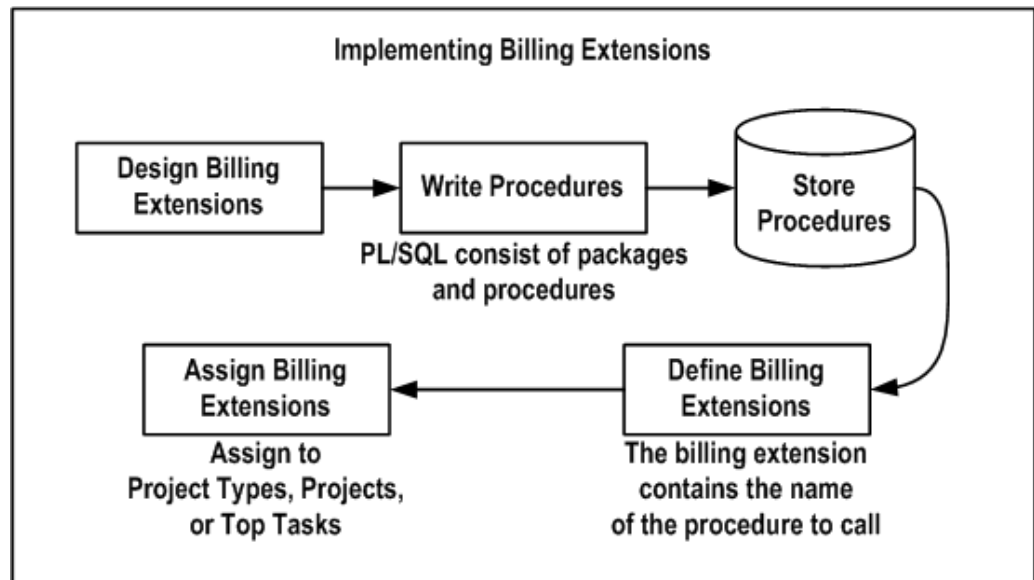 Implementing Billing Extensions
Design Billing
Extensions
Write Procedures
PL/SQL consist of packages
and procedures
Store
Procedures
Define Billing
Extensions
The billing extension
contains the name
of the procedure to call
Assign Billing
Extensions
Assign to
Project Types, Projects,
or Top Tasks